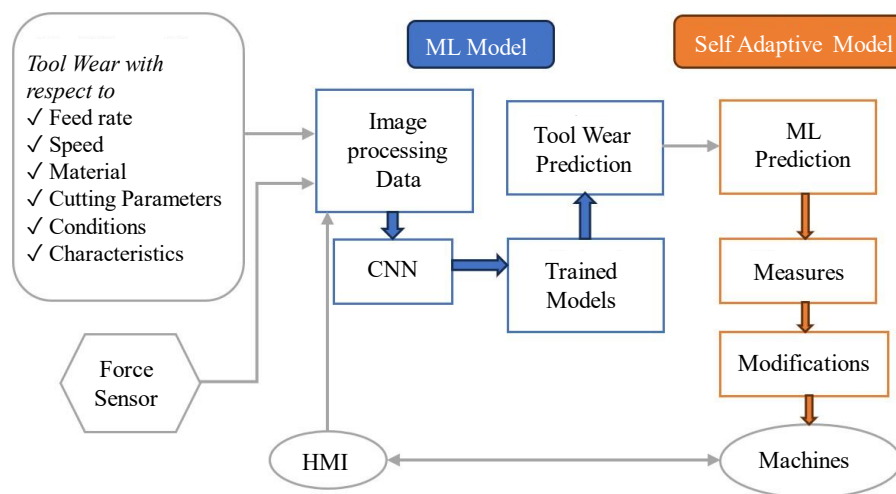 ML Model
Self Adaptive Model
Tool Wear with
respect to
✓ Feed rate
✓ Speed
✓ Material
✓ Cutting Parameters
✓ Conditions
✓ Characteristics
Image
processing
Data
Tool Wear
Prediction
ML
Prediction
CNN
Trained
Models
Measures
Modifications
Force
Sensor
HMI
Machines